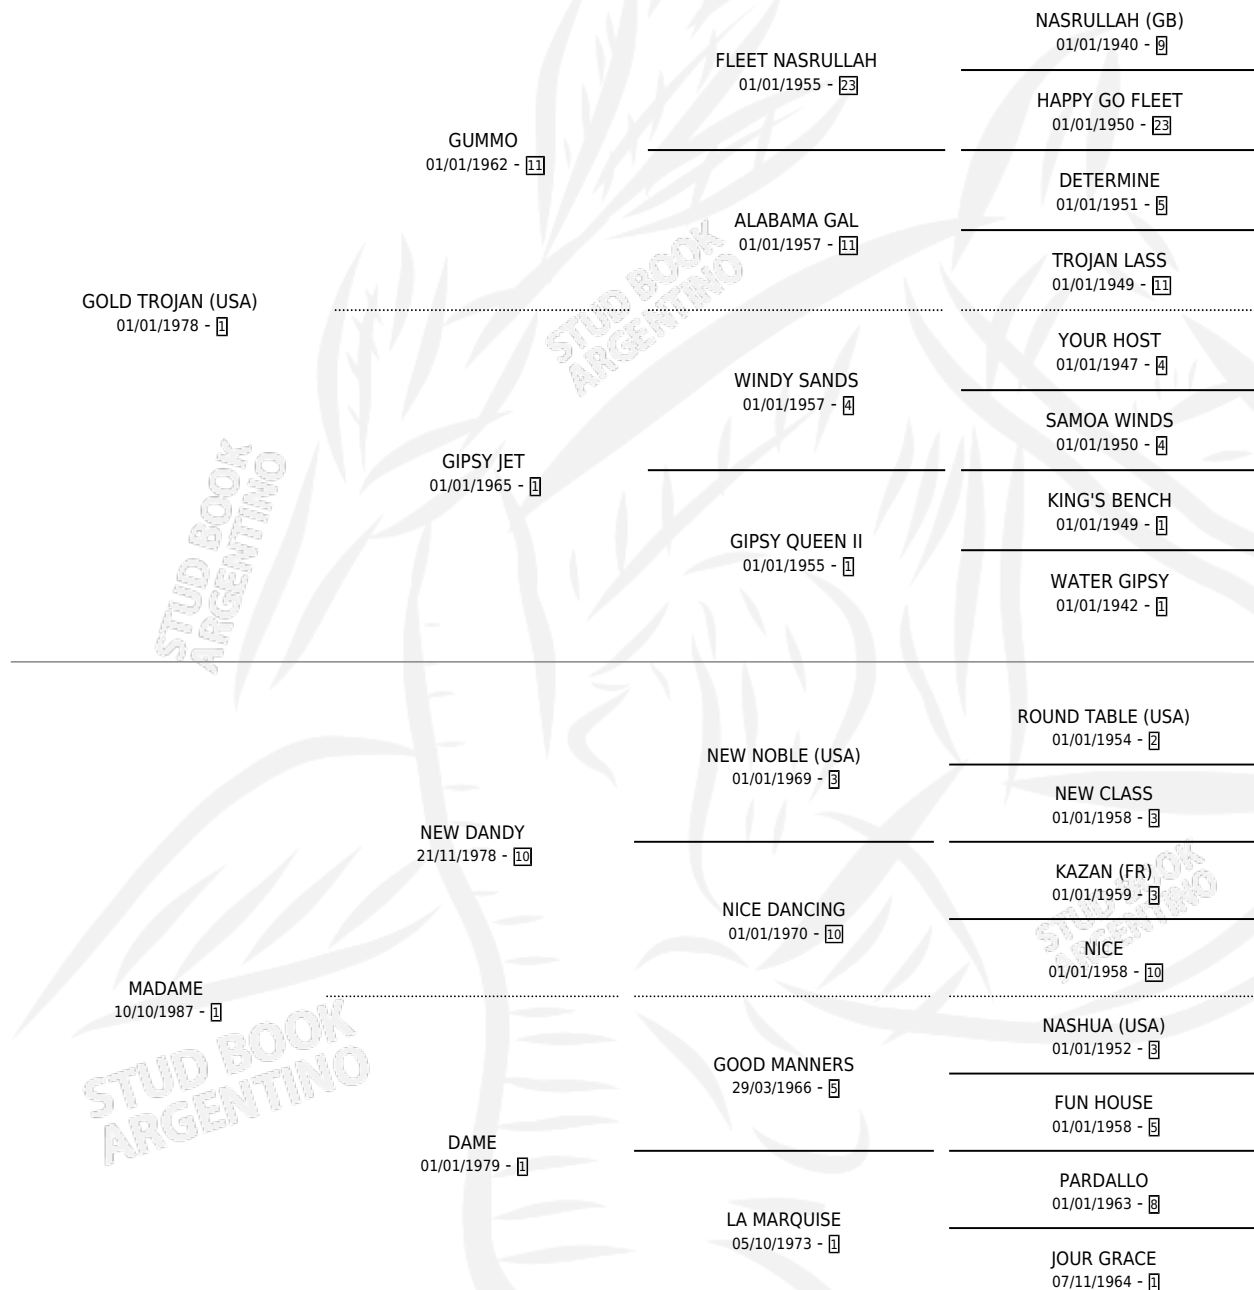 NASRULLAH (GB)
01/01/1940 - 9
FLEET NASRULLAH
01/01/1955 - 23
HAPPY GO FLEET
01/01/1950 - 23
GUMMO
01/01/1962 - 11
DETERMINE
01/01/1951 - 5
ALABAMA GAL
01/01/1957 - 11
TROJAN LASS
01/01/1949 - 11
GOLD TROJAN (USA)
01/01/1978 - 1
YOUR HOST
01/01/1947 - 4
WINDY SANDS
01/01/1957 - 4
SAMOA WINDS
01/01/1950 - 4
GIPSY JET
01/01/1965 - 1
KING'S BENCH
01/01/1949 - 1
GIPSY QUEEN II
01/01/1955 - 1
WATER GIPSY
01/01/1942 - 1
ROUND TABLE (USA)
01/01/1954 - 2
NEW NOBLE (USA)
01/01/1969 - 3
NEW CLASS
01/01/1958 - 3
NEW DANDY
21/11/1978 - 10
KAZAN (FR)
01/01/1959 - 3
NICE DANCING
01/01/1970 - 10
NICE
01/01/1958 - 10
MADAME
10/10/1987 - 1
NASHUA (USA)
01/01/1952 - 3
GOOD MANNERS
29/03/1966 - 5
FUN HOUSE
01/01/1958 - 5
DAME
01/01/1979 - 1
PARDALLO
01/01/1963 - 8
LA MARQUISE
05/10/1973 - 1
JOUR GRACE
07/11/1964 - 1
STUD BOOK
ARGENTINO
STUD BOOK
ARGENTINO
STUD BOOK
ARGENTINO
STUD BOOK
ARGENTINO